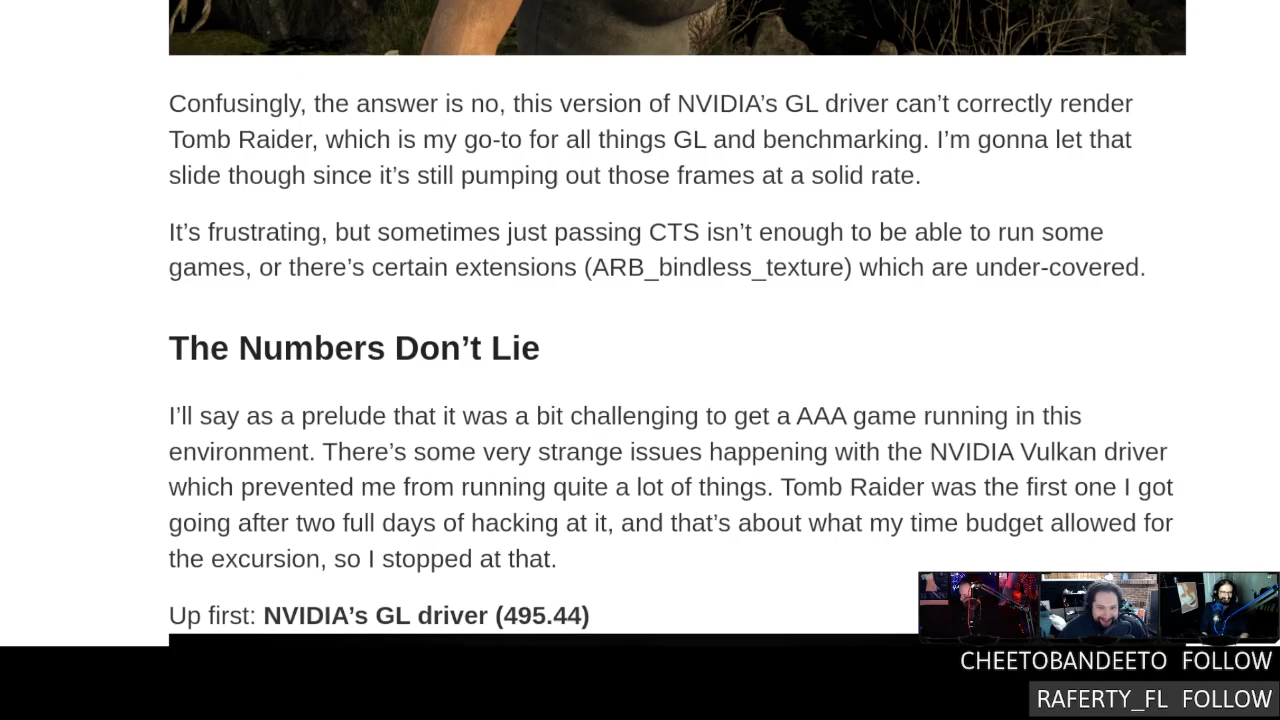 Confusingly, the answer is no, this version of NVIDIA’s GL driver can’t correctly render
Tomb Raider, which is my go-to for all things GL and benchmarking. I’m gonna let that
slide though since it’s still pumping out those frames at a solid rate.
It’s frustrating, but sometimes just passing CTS isn’t enough to be able to run some
games, or there’s certain extensions (ARB_bindless_texture) which are under-covered.
The Numbers Don’t Lie
I’ll say as a prelude that it was a bit challenging to get a AAA game running in this
environment. There’s some very strange issues happening with the NVIDIA Vulkan driver
which prevented me from running quite a lot of things. Tomb Raider was the first one I got
going after two full days of hacking at it, and that’s about what my time budget allowed for
the excursion, so I stopped at that.
Up first: NVIDIA’s GL driver (495.44)
CHEETOBANDEETO FOLLOW
RAFERTY_FL FOLLOW